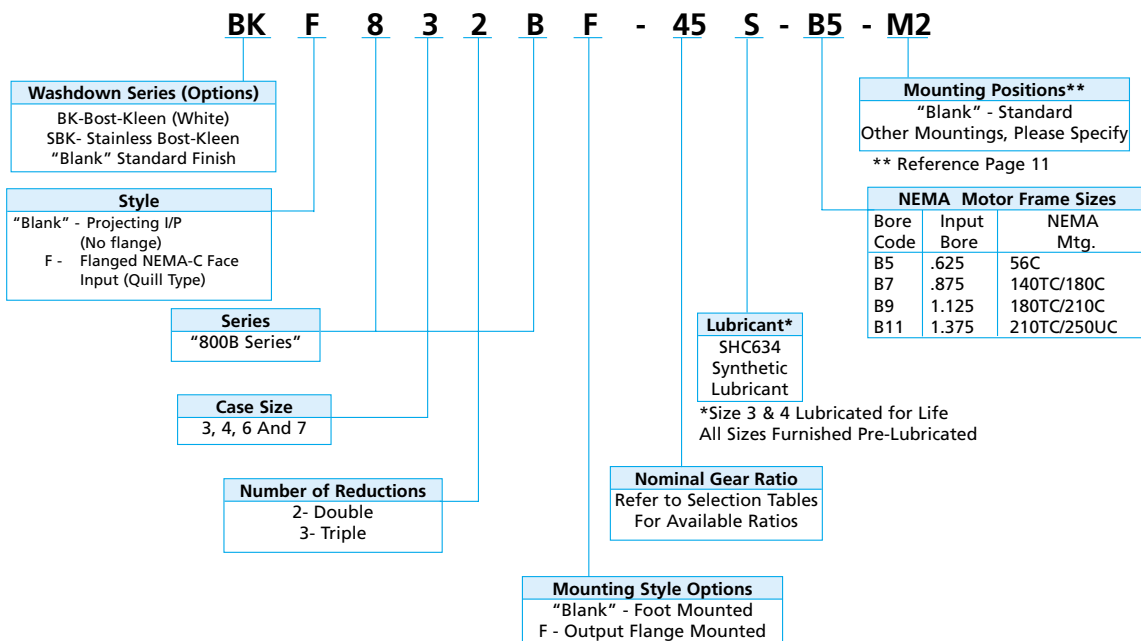 BK F 8 3 2 B F - 45 S - B5 - M2
Washdown Series (Options)
BK-Bost-Kleen (White)
SBK- Stainless Bost-Kleen
“Blank” Standard Finish
Mounting Positions**
“Blank” - Standard
Other Mountings, Please Specify
** Reference Page 11
Style
“Blank” - Projecting I/P
(No flange)
F - Flanged NEMA-C Face
Input (Quill Type)
NEMA Motor Frame Sizes
Bore Input NEMA
Code Bore Mtg.
B5 .625 56C
B7 .875 140TC/180C
B9 1.125 180TC/210C
B11 1.375 210TC/250UC
Series
“800B Series”
Lubricant*
SHC634
Synthetic
Lubricant
*Size 3 & 4 Lubricated for Life
All Sizes Furnished Pre-Lubricated
Case Size
3, 4, 6 And 7
Nominal Gear Ratio
Refer to Selection Tables
For Available Ratios
Number of Reductions
2- Double
3- Triple
Mounting Style Options
“Blank” - Foot Mounted
F - Output Flange Mounted